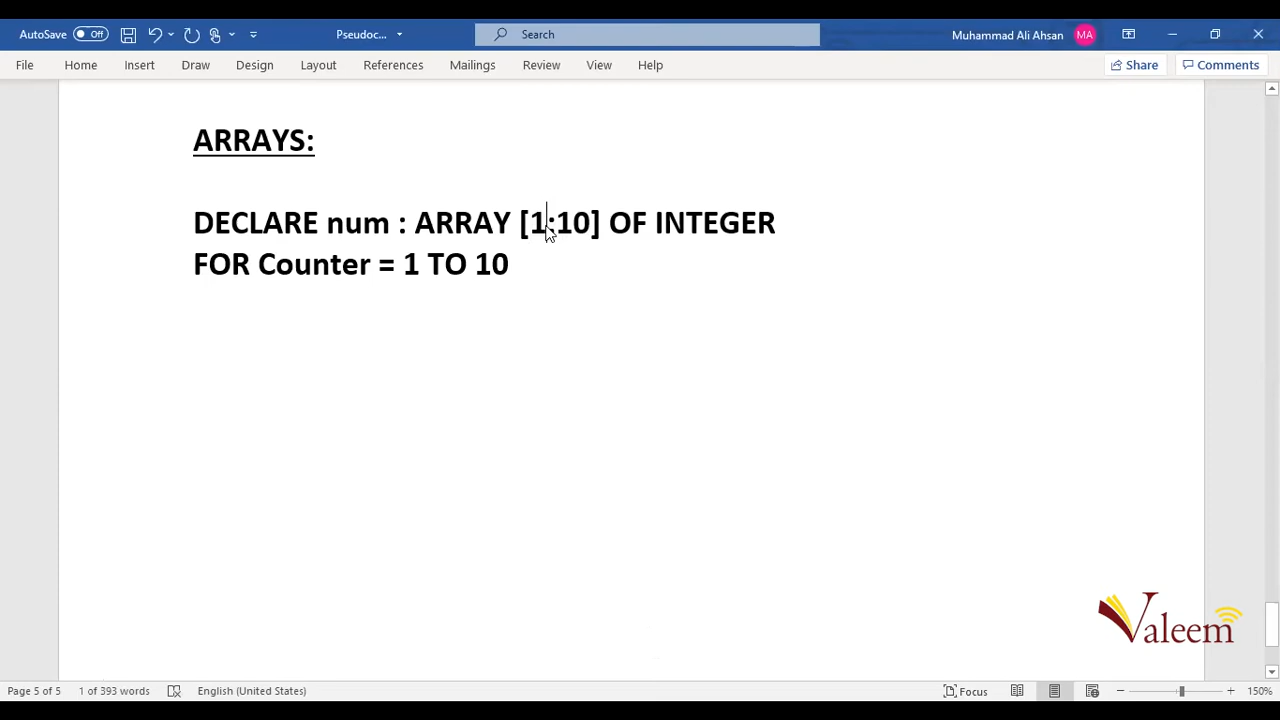 AutoSave Off Pseudoc... Search Muhammad Ali Ahsan MA
File Home Insert Draw Design Layout References Mailings Review View Help Share Comments
ARRAYS:
DECLARE num : ARRAY [1:10] OF INTEGER
FOR Counter = 1 TO 10
Valeem
Page 5 of 5 1 of 393 words English (United States) Focus 150%